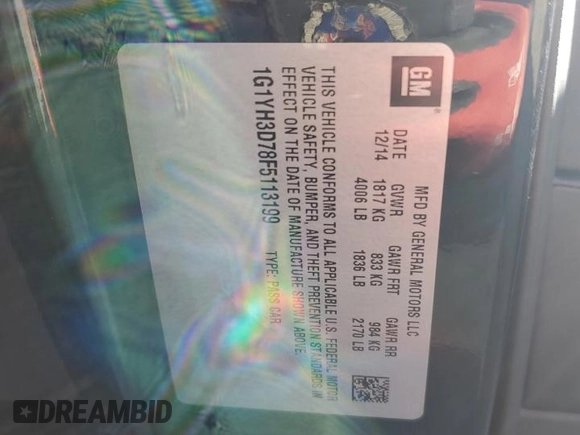 GM
®
MFD BY GENERAL MOTORS LLC
DATE GVWR GAWR FRT GAWR RR
12/14 1817 KG 833 KG 984 KG
4006 LB 1836 LB 2170 LB
THIS VEHICLE CONFORMS TO ALL APPLICABLE U.S. FEDERAL MOTOR
VEHICLE SAFETY, BUMPER, AND THEFT PREVENTION STANDARDS IN
EFFECT ON THE DATE OF MANUFACTURE SHOWN ABOVE.
1G1YH3D78F5113199 TYPE: PASS CAR
DREAMBID